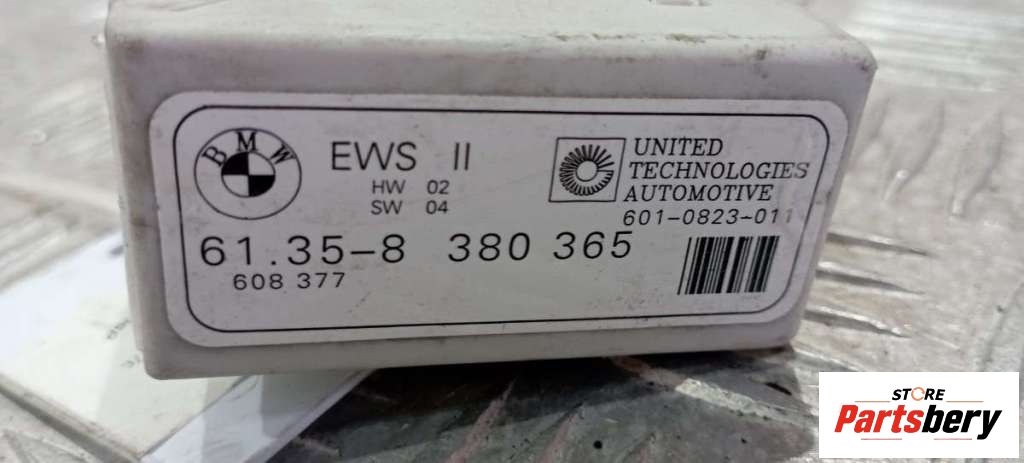 BMW
EWS II
HW 02
SW 04
UNITED
TECHNOLOGIES
AUTOMOTIVE
601-0823-011
61.35-8 380 365
608 377
STORE
Partsbery